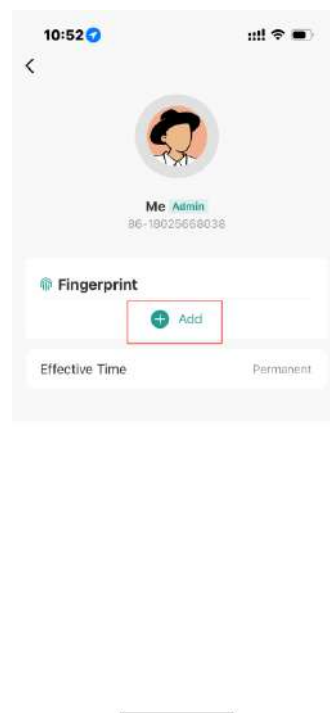 10:52
Me Admin
86-18025668038
Fingerprint
Add
Effective Time Permanent